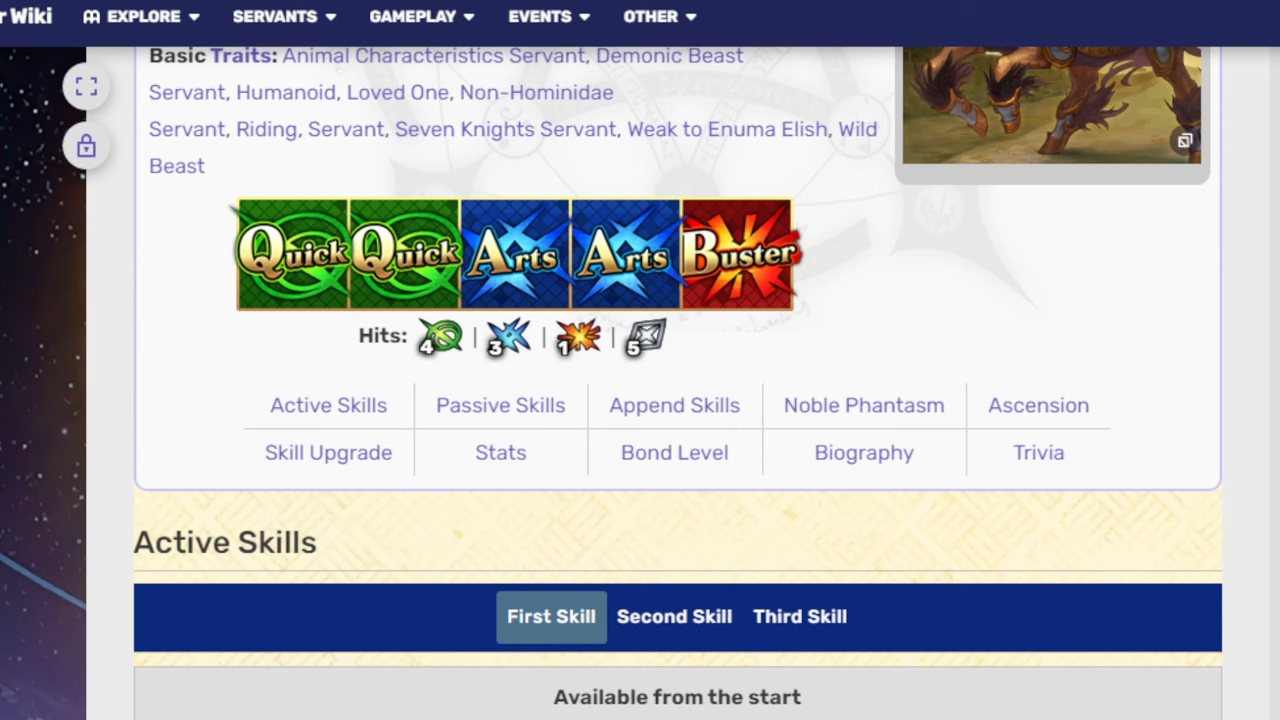 r Wiki EXPLORE SERVANTS GAMEPLAY EVENTS OTHER
Basic Traits: Animal Characteristics Servant, Demonic Beast
Servant, Humanoid, Loved One, Non-Hominidae
Servant, Riding, Servant, Seven Knights Servant, Weak to Enuma Elish, Wild
Beast
Quick Quick Arts Arts Buster
Hits: 4 | 3 | 1 | 5
Active Skills Passive Skills Append Skills Noble Phantasm Ascension
Skill Upgrade Stats Bond Level Biography Trivia
Active Skills
First Skill Second Skill Third Skill
Available from the start